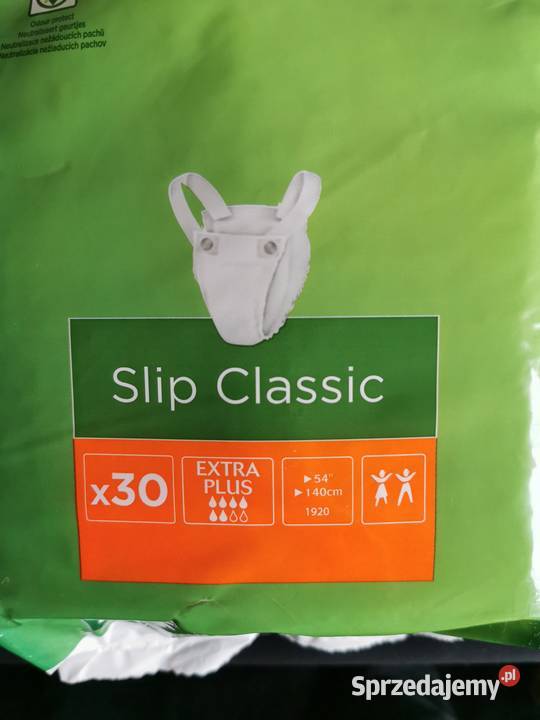 Odour protect
Neutraliseert geurtjes
Neutralizace nežádoucích pachů
Neutralizácia nežiaducich pachov
Slip Classic
x30
EXTRA
PLUS
54"
140cm
1920
Sprzedajemy.pl